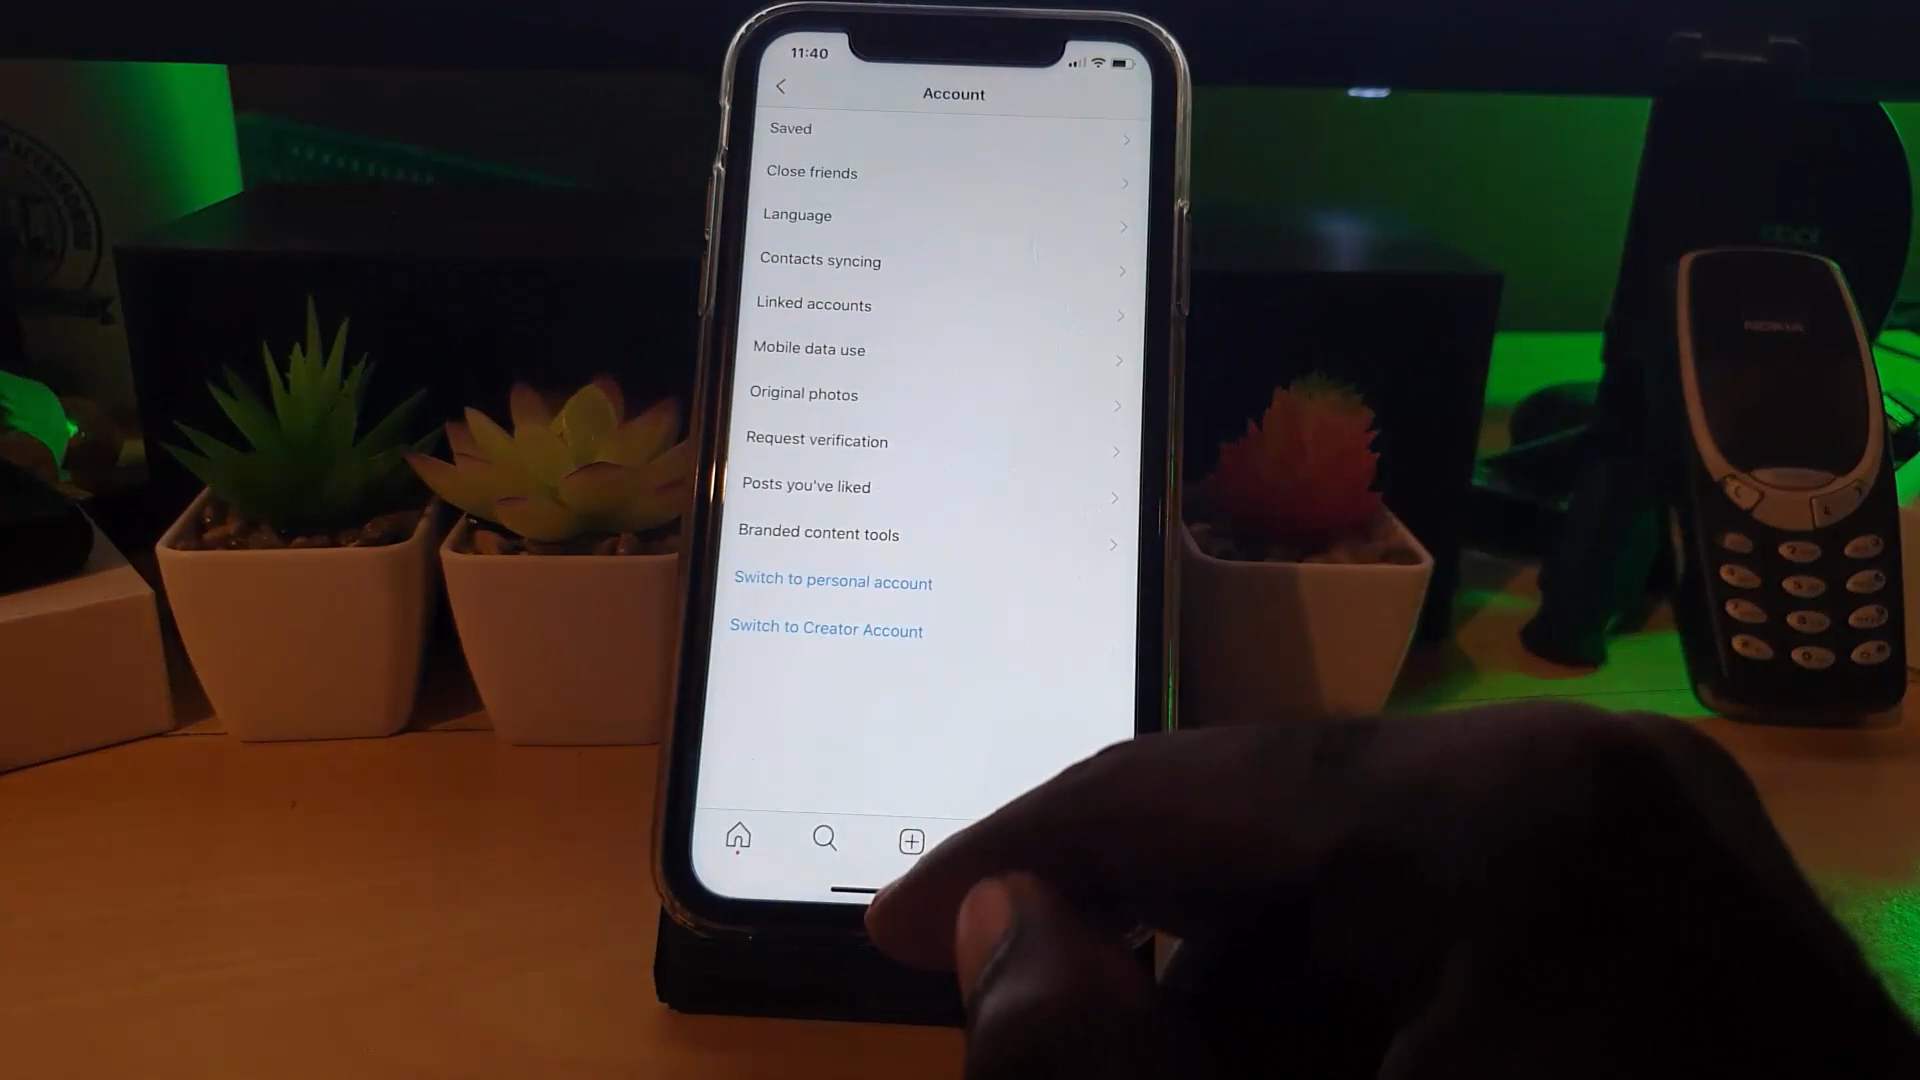 11:40
Account
Saved
Close friends
Language
Contacts syncing
Linked accounts
Mobile data use
Original photos
Request verification
Posts you've liked
Branded content tools
Switch to personal account
Switch to Creator Account
NOKIA